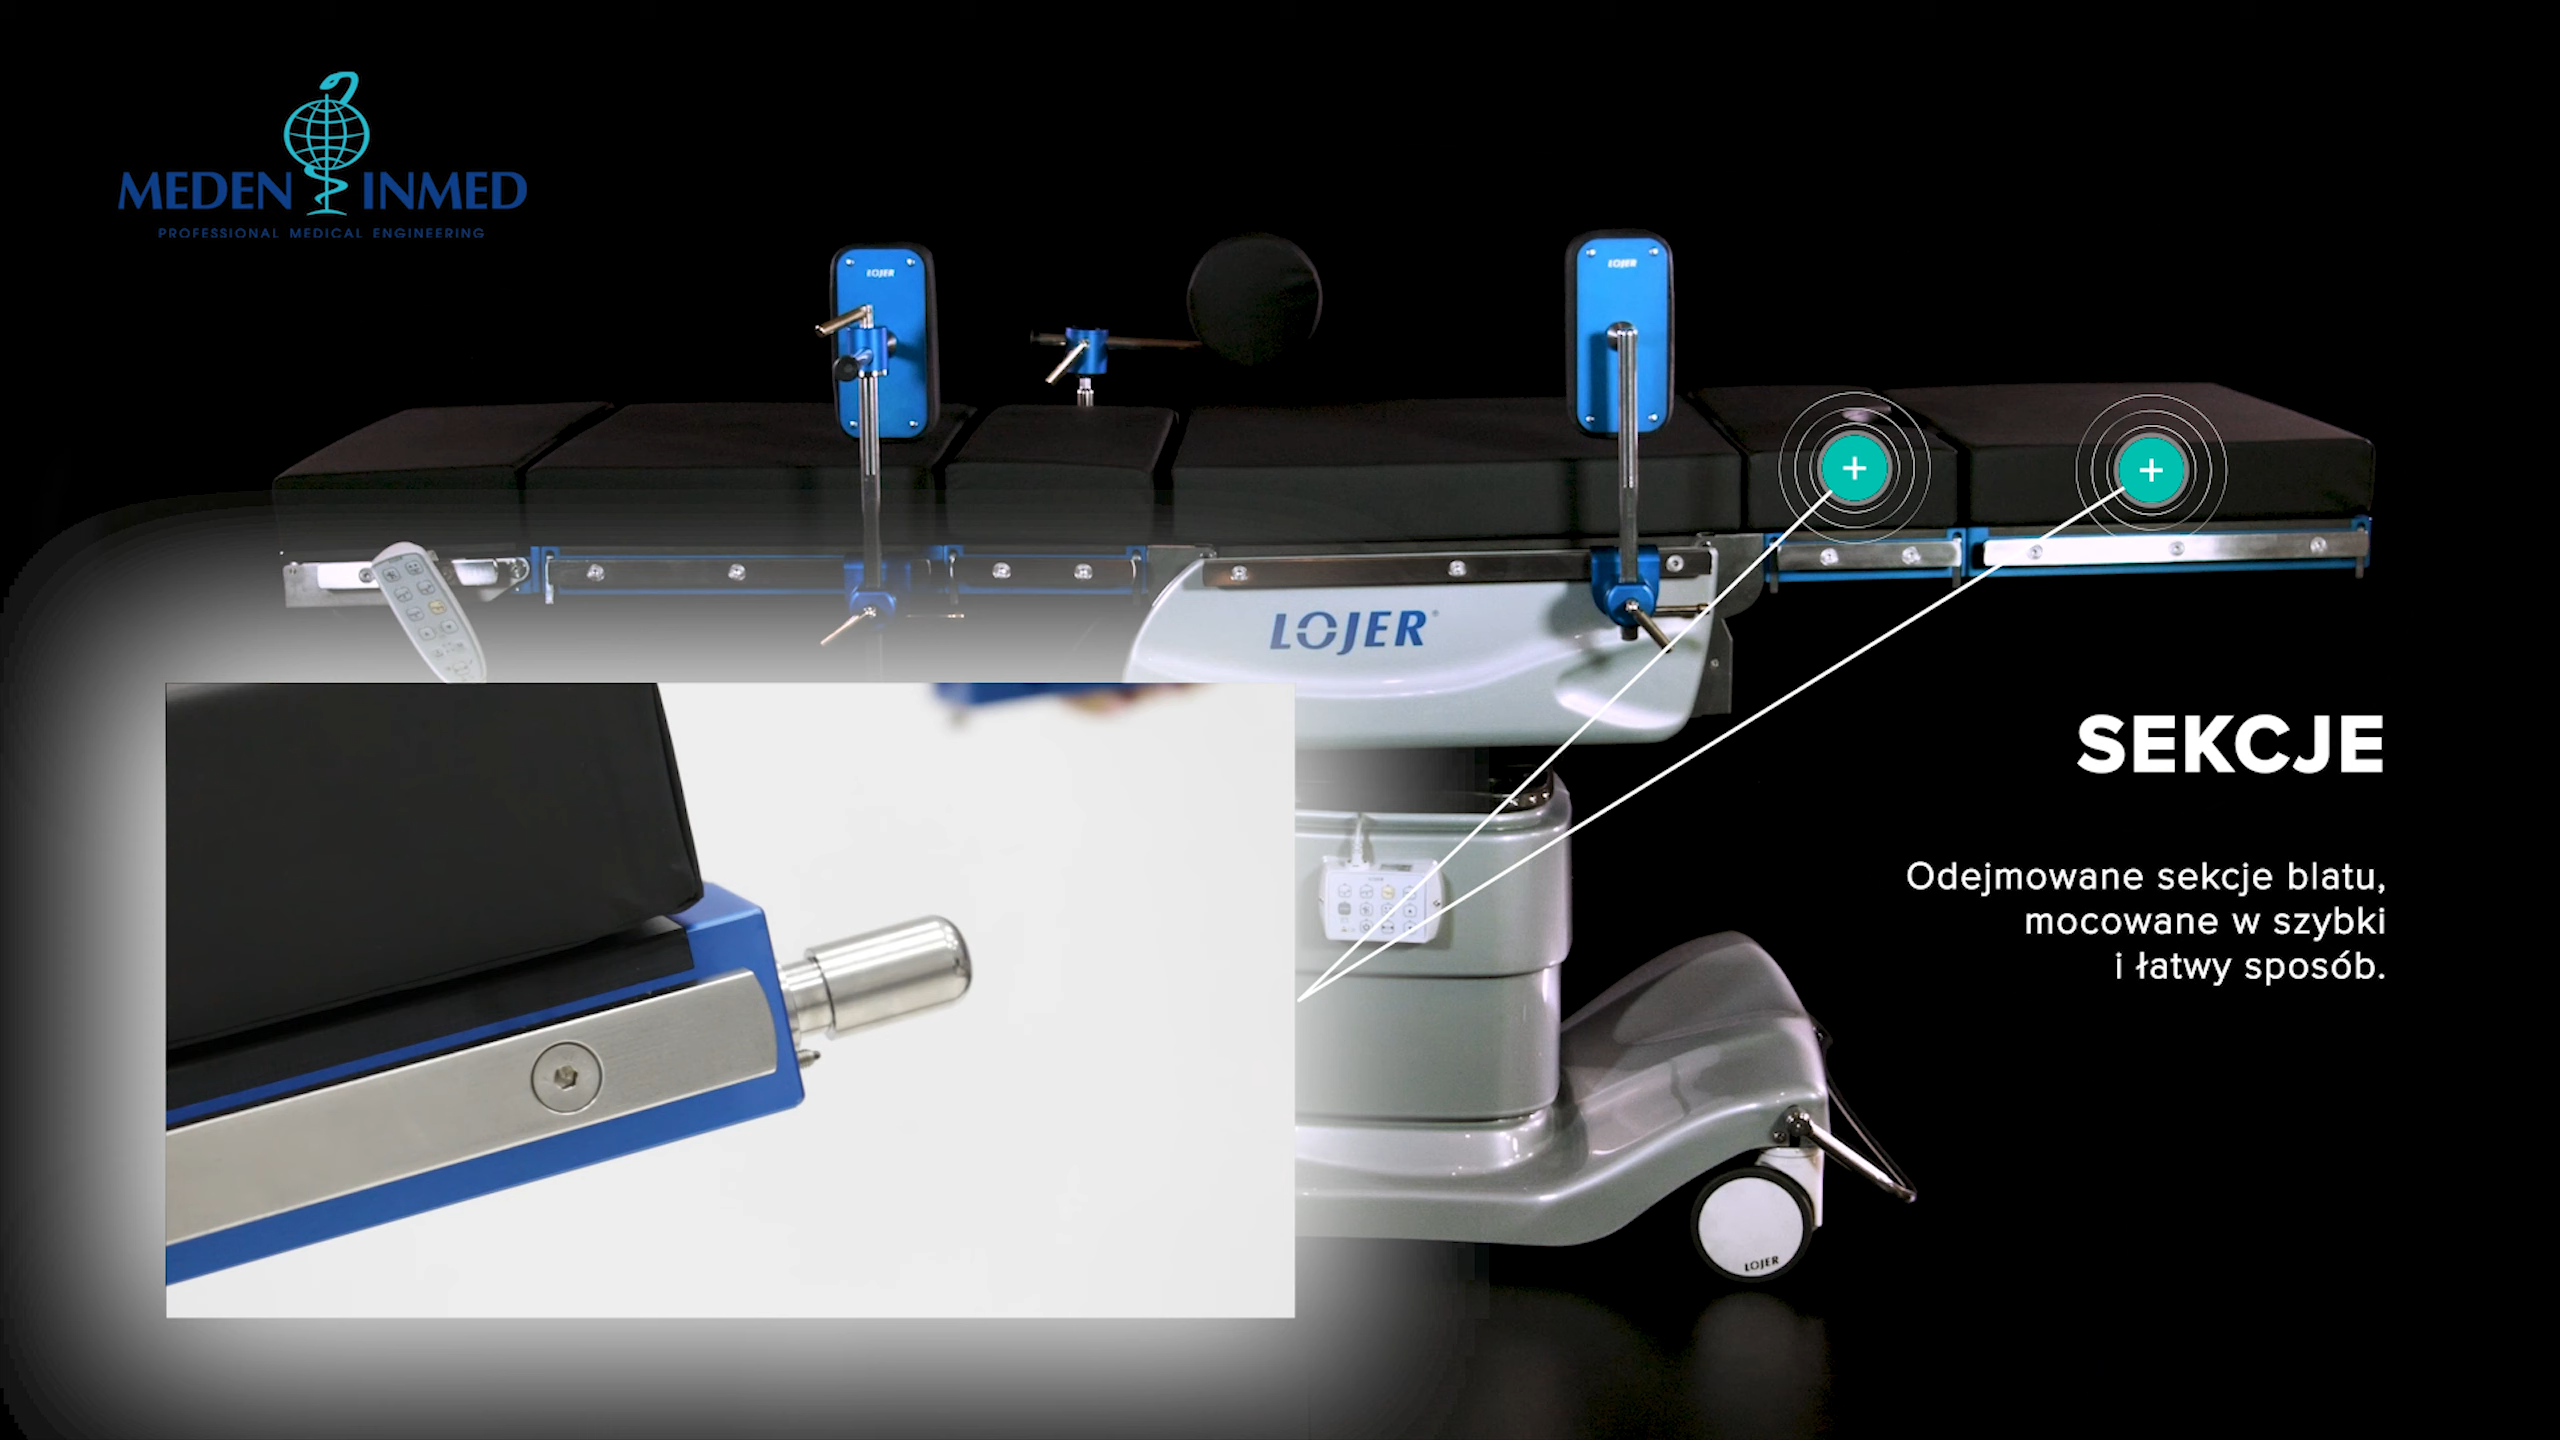 MEDEN INMED
PROFESSIONAL MEDICAL ENGINEERING
LOJER
LOJER
LOJER®
SEKCJE
Odejmowane sekcje blatu,
mocowane w szybki
i łatwy sposób.
LOJER